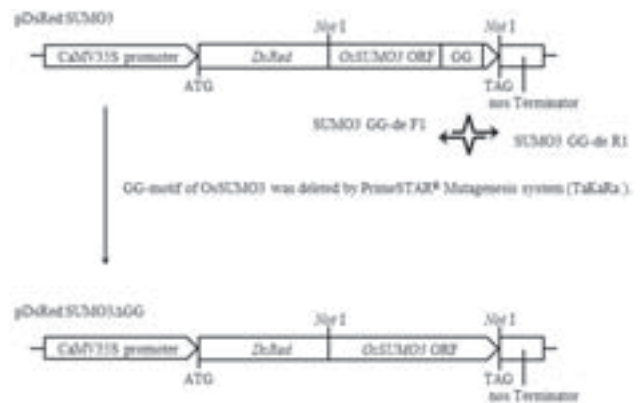 pDsRed:SUMO3
Not I Not I
CaMV35S promoter DsRed OsSUMO3 ORF GG
ATG TAG
nos Terminator
SUMO3 GG-de F1
SUMO3 GG-de R1
GG-motif of OsSUMO3 was deleted by PrimeSTAR® Mutagenesis system (TaKaRa).
pDsRed:SUMO3ΔGG
Not I Not I
CaMV35S promoter DsRed OsSUMO3 ORF
ATG TAG
nos Terminator